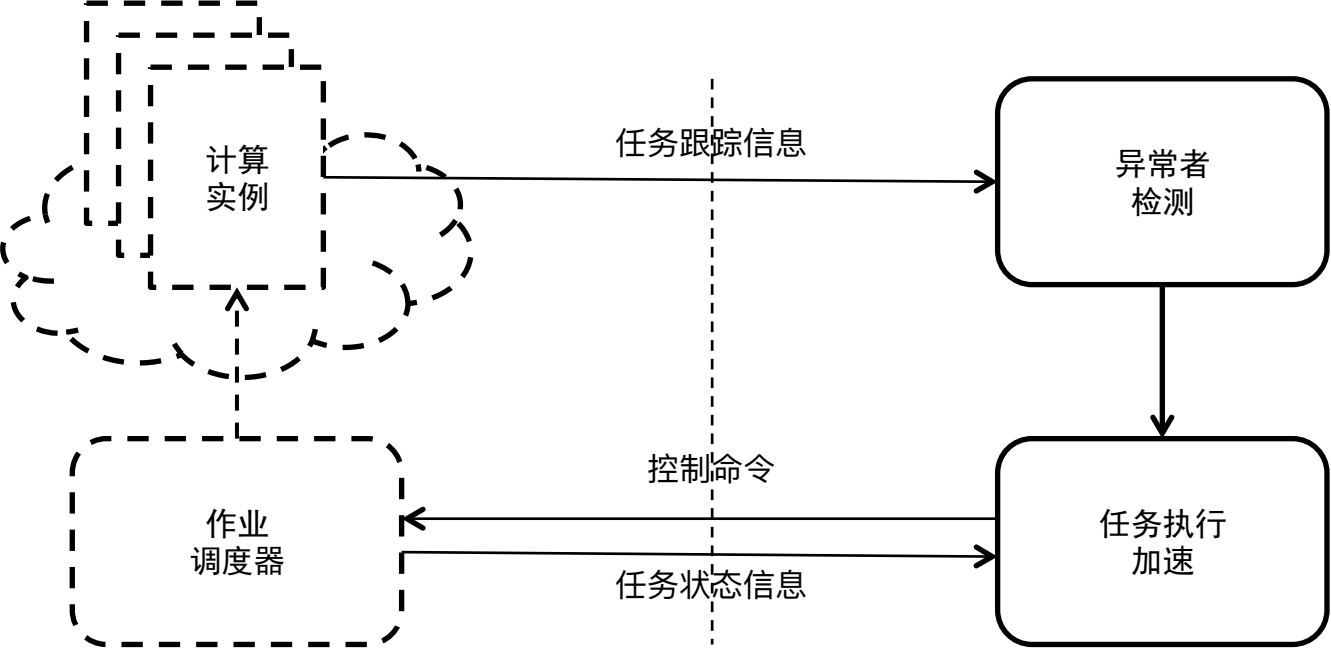 计算
实例
任务跟踪信息
异常者
检测
控制命令
作业
调度器
任务执行
加速
任务状态信息